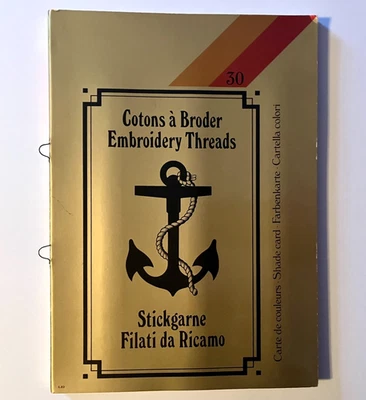 30
Cotons à Broder
Embroidery Threads
Stickgarne
Filati da Ricamo
Carte de couleurs · Shade card · Farbenkarte · Cartella colori